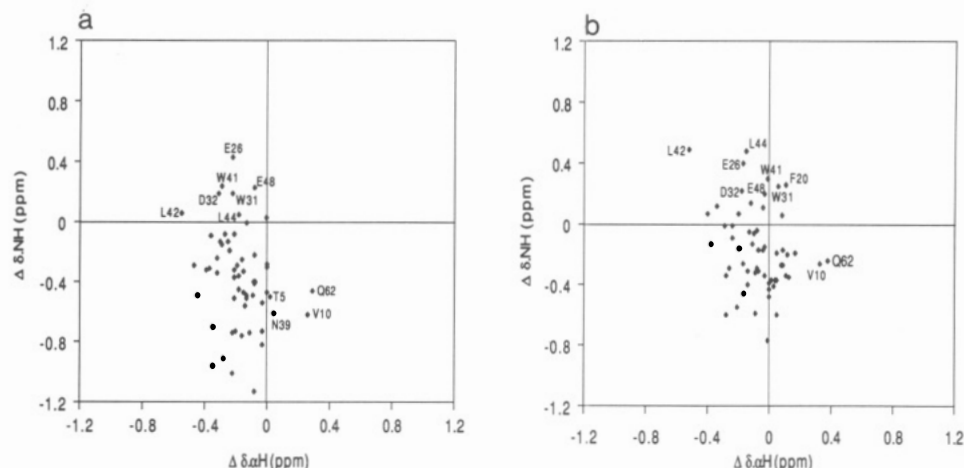 a
1.2
0.8
0.4
0
-0.4
-0.8
-1.2
Δ δ.NH (ppm)
E26
W41
E48
D32
W31
L42
L44
T5
Q62
N39
V10
-1.2 -0.8 -0.4 0 0.4 0.8 1.2
Δ δ.αH (ppm)
b
1.2
0.8
0.4
0
-0.4
-0.8
-1.2
Δ δ.NH (ppm)
L42
L44
E26
W41
F20
D32
E48
W31
Q62
V10
-1.2 -0.8 -0.4 0 0.4 0.8 1.2
Δ δ.αH (ppm)